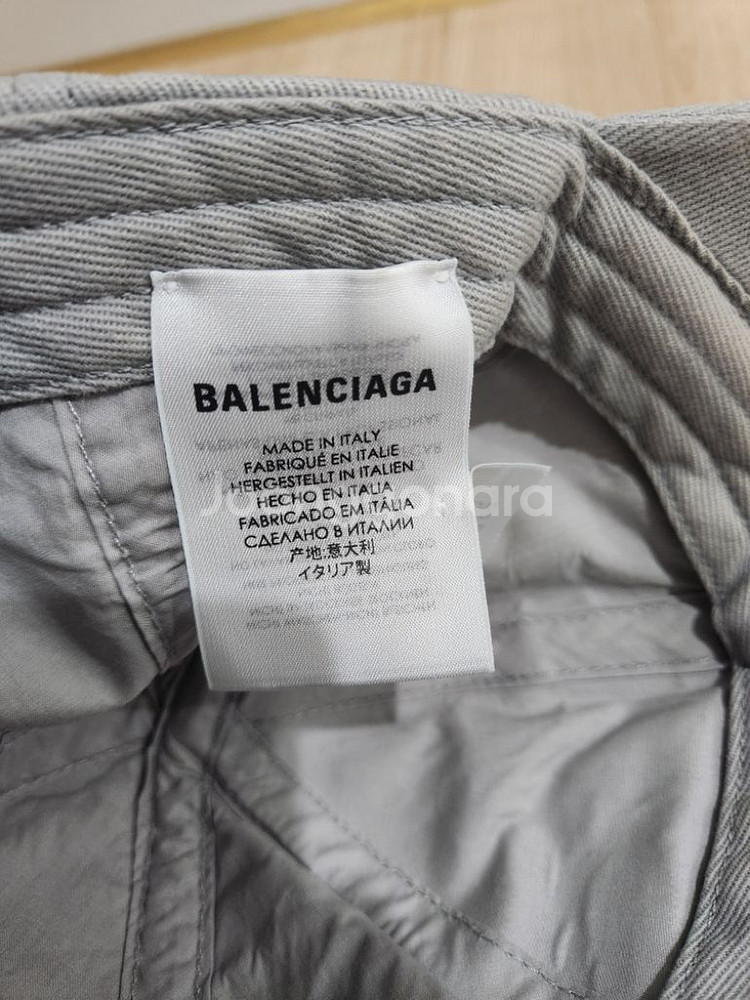 BALENCIAGA
MADE IN ITALY
FABRIQUÉ EN ITALIE
HERGESTELLT IN ITALIEN
HECHO EN ITALIA
FABRICADO EM ITÁLIA
СДЕЛАНО В ИТАЛИИ
产地:意大利
イタリア製